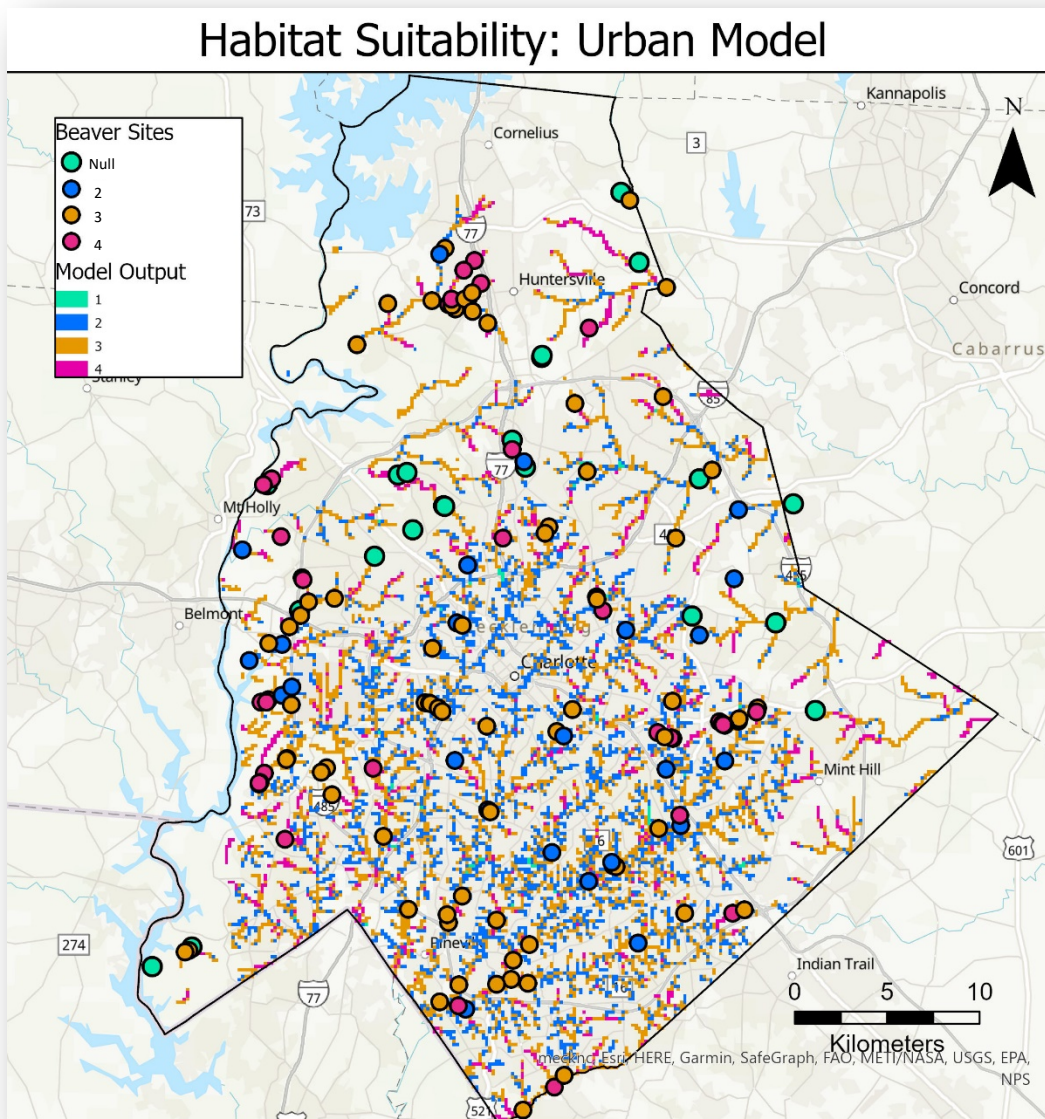 Habitat Suitability: Urban Model
Kannapolis
N
Beaver Sites
Null
2
3
4
Model Output
1
2
3
4
Cornelius
3
73
77
Huntersville
Concord
Cabarrus
Stanley
85
77
Mt Holly
485
Belmont
Charlotte
Mint Hill
485
601
274
Pineville
Indian Trail
77
16
0 5 10
Kilometers
Esri, HERE, Garmin, SafeGraph, FAO, METI/NASA, USGS, EPA,
NPS
521